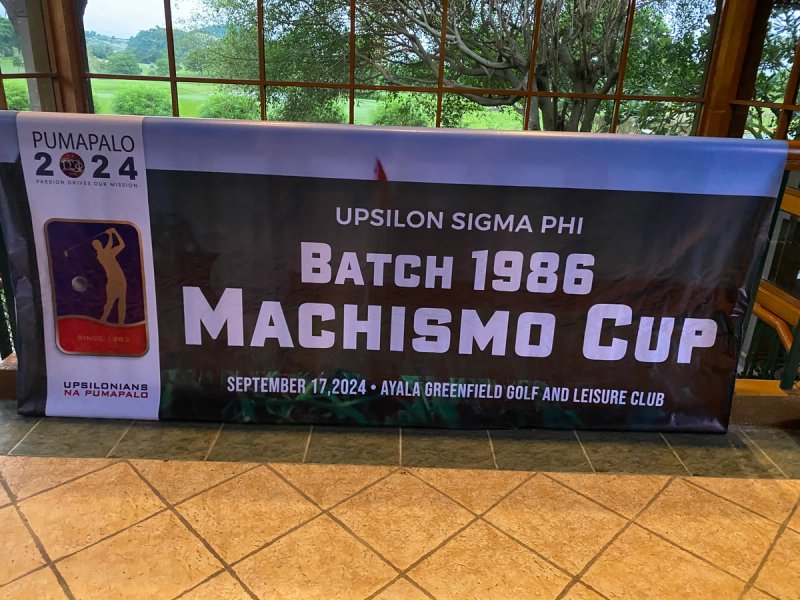 PUMAPALO
2024
PASSION DRIVES OUR MISSION
SINCE 1983
UPSILONIANS
NA PUMAPALO
UPSILON SIGMA PHI
BATCH 1986
MACHISMO CUP
SEPTEMBER 17,2024 • AYALA GREENFIELD GOLF AND LEISURE CLUB